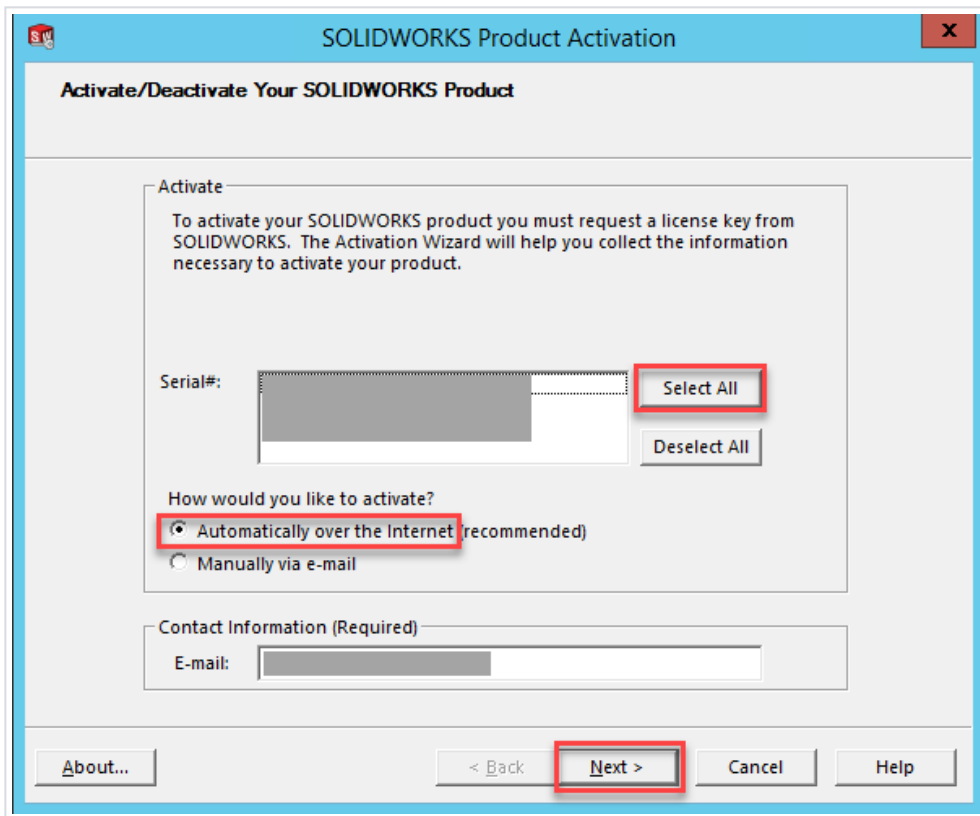 SOLIDWORKS Product Activation
x
Activate/Deactivate Your SOLIDWORKS Product
Activate
To activate your SOLIDWORKS product you must request a license key from
SOLIDWORKS. The Activation Wizard will help you collect the information
necessary to activate your product.
Serial#:
Select All
Deselect All
How would you like to activate?
Automatically over the Internet (recommended)
Manually via e-mail
Contact Information (Required)
E-mail:
About...
< Back
Next >
Cancel
Help